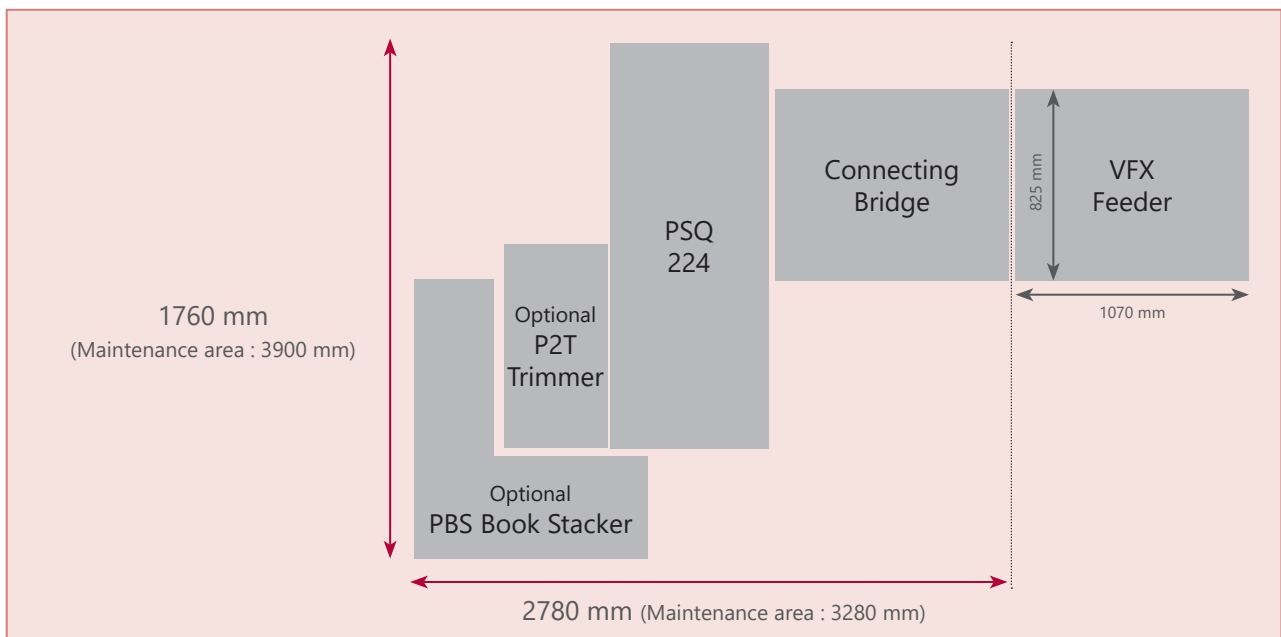 Connecting
Bridge
VFX
Feeder
825 mm
PSQ
224
1760 mm
(Maintenance area : 3900 mm)
Optional
P2T
Trimmer
1070 mm
Optional
PBS Book Stacker
2780 mm (Maintenance area : 3280 mm)